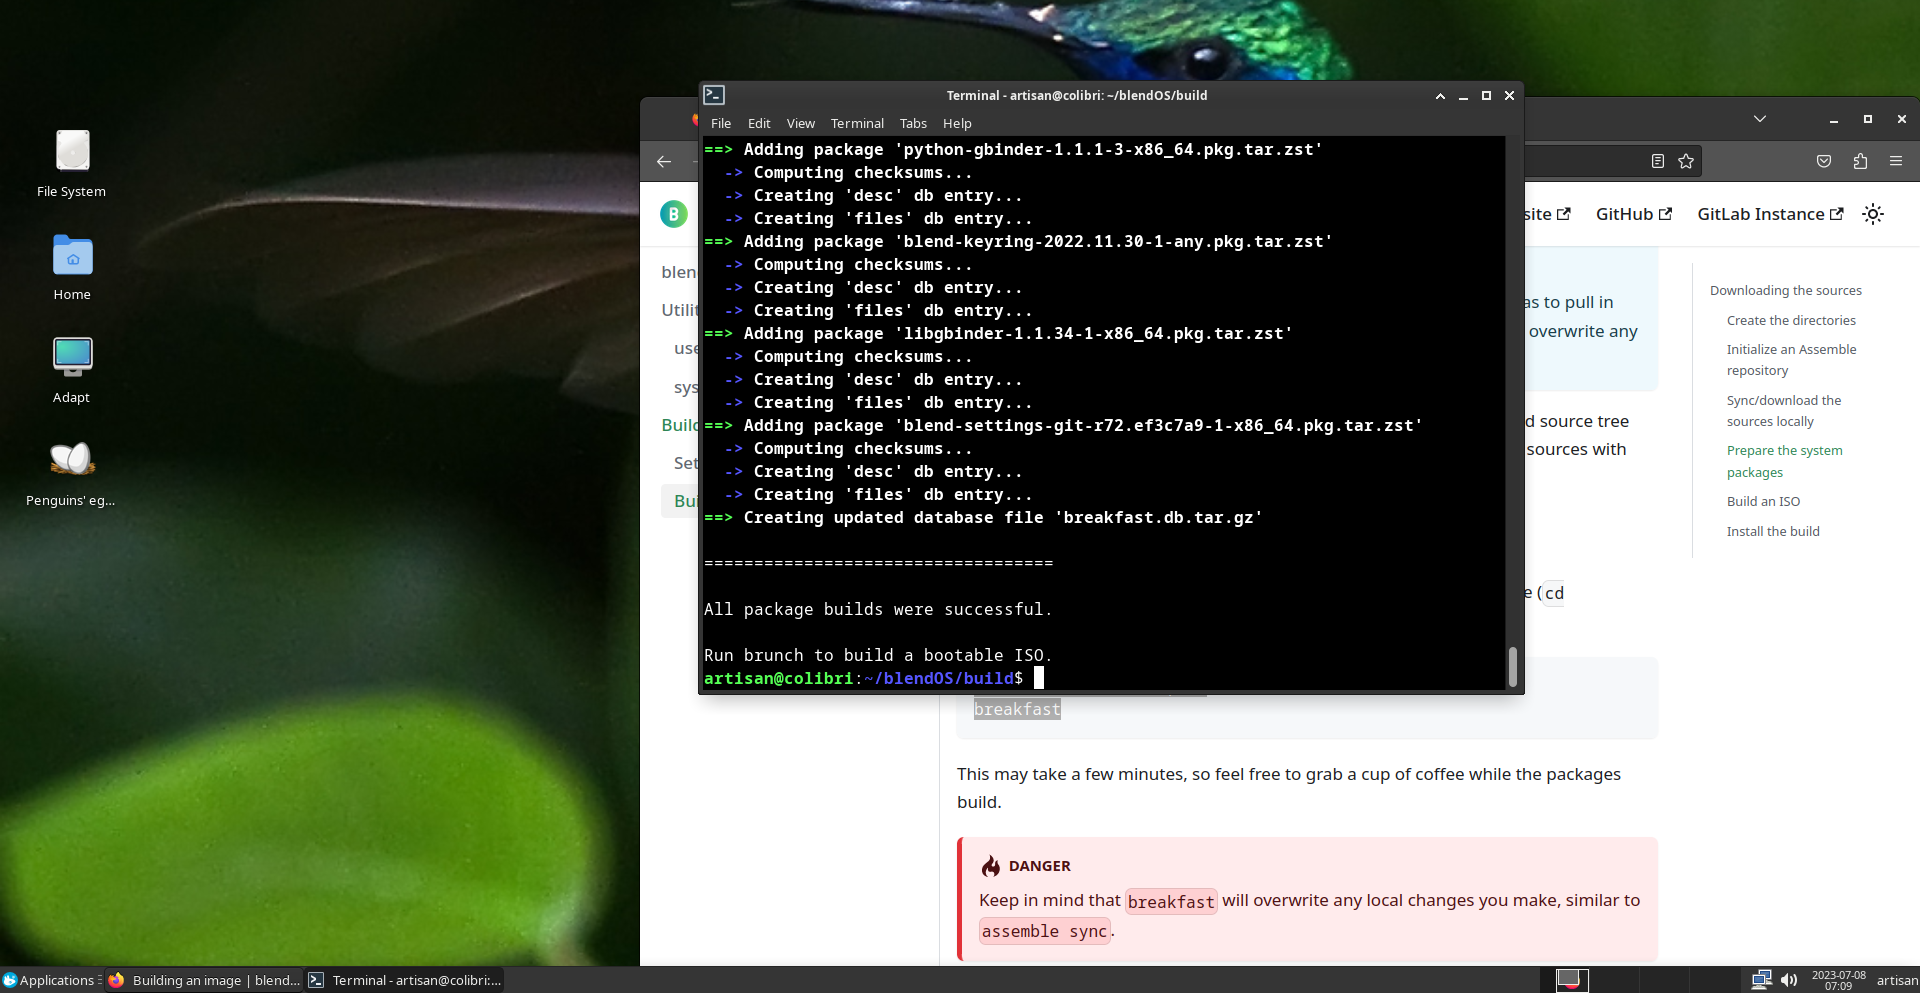 File System
Home
Adapt
Penguins' eg...
Terminal - artisan@colibri: ~/blendOS/build
File Edit View Terminal Tabs Help
==> Adding package 'python-gbinder-1.1.1-3-x86_64.pkg.tar.zst'
-> Computing checksums...
-> Creating 'desc' db entry...
-> Creating 'files' db entry...
==> Adding package 'blend-keyring-2022.11.30-1-any.pkg.tar.zst'
-> Computing checksums...
-> Creating 'desc' db entry...
-> Creating 'files' db entry...
==> Adding package 'libgbinder-1.1.34-1-x86_64.pkg.tar.zst'
-> Computing checksums...
-> Creating 'desc' db entry...
-> Creating 'files' db entry...
==> Adding package 'blend-settings-git-r72.ef3c7a9-1-x86_64.pkg.tar.zst'
-> Computing checksums...
-> Creating 'desc' db entry...
-> Creating 'files' db entry...
==> Creating updated database file 'breakfast.db.tar.gz'
===================================
All package builds were successful.
Run brunch to build a bootable ISO.
artisan@colibri:~/blendOS/build$
B
site GitHub GitLab Instance
blen
Utilit
use
sys
Build
Set
Bui
as to pull in
overwrite any
d source tree
sources with
e (cd
breakfast
This may take a few minutes, so feel free to grab a cup of coffee while the packages
build.
DANGER
Keep in mind that breakfast will overwrite any local changes you make, similar to
assemble sync.
Downloading the sources
Create the directories
Initialize an Assemble
repository
Sync/download the
sources locally
Prepare the system
packages
Build an ISO
Install the build
Applications
Building an image | blend...
Terminal - artisan@colibri:...
2023-07-08
07:09
artisan